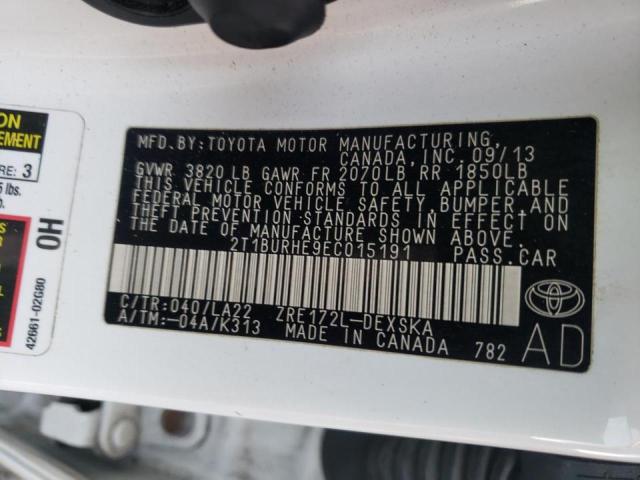 ON
EMENT
RE: 3
5 lbs.
b.
OH
42661-02G80
MFD.BY:TOYOTA MOTOR MANUFACTURING,
CANADA, INC. 09/13
GVWR 3820 LB GAWR FR 2070LB RR 1850LB
THIS VEHICLE CONFORMS TO ALL APPLICABLE
FEDERAL MOTOR VEHICLE SAFETY, BUMPER AND
THEFT PREVENTION STANDARDS IN EFFECT ON
THE DATE OF MANUFACTURE SHOWN ABOVE.
2T1BURHE9EC015191 PASS.CAR
C/TR:040/LA22 ZRE172L-DEXSKA
A/TM:-04A/K313 MADE IN CANADA 782
AD